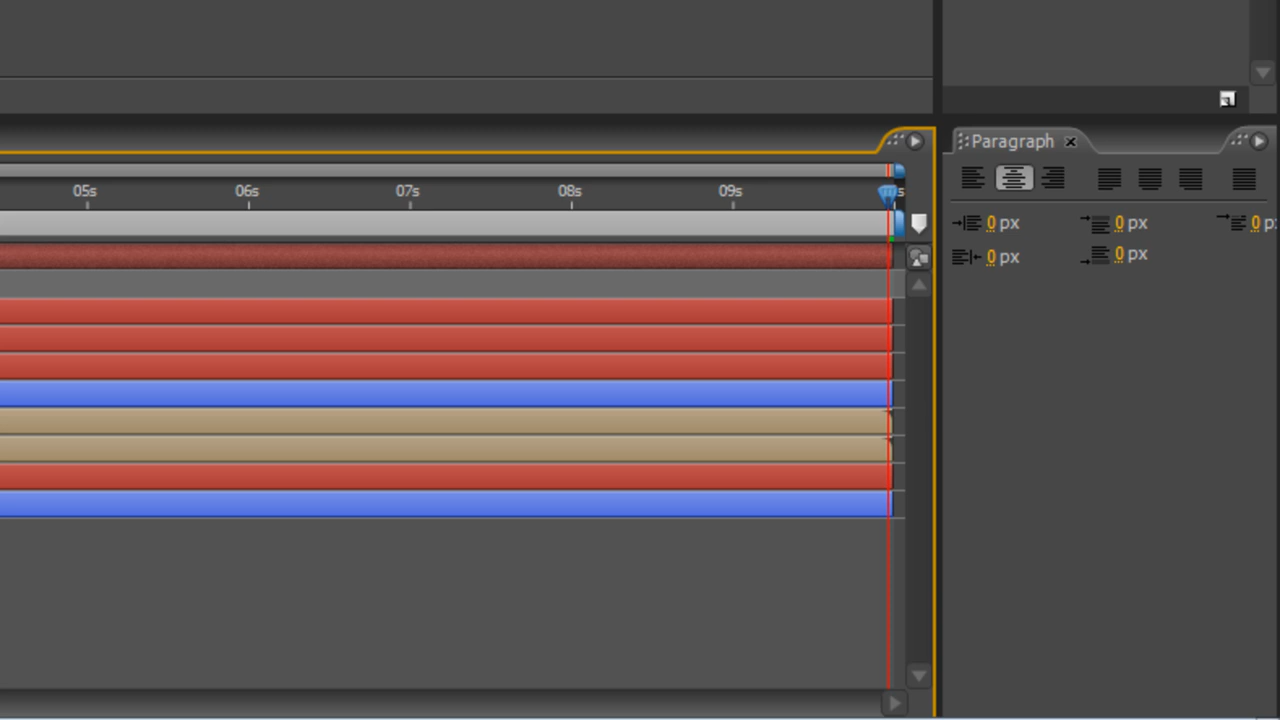 Paragraph
05s 06s 07s 08s 09s s
0 px 0 px 0 p
0 px 0 px